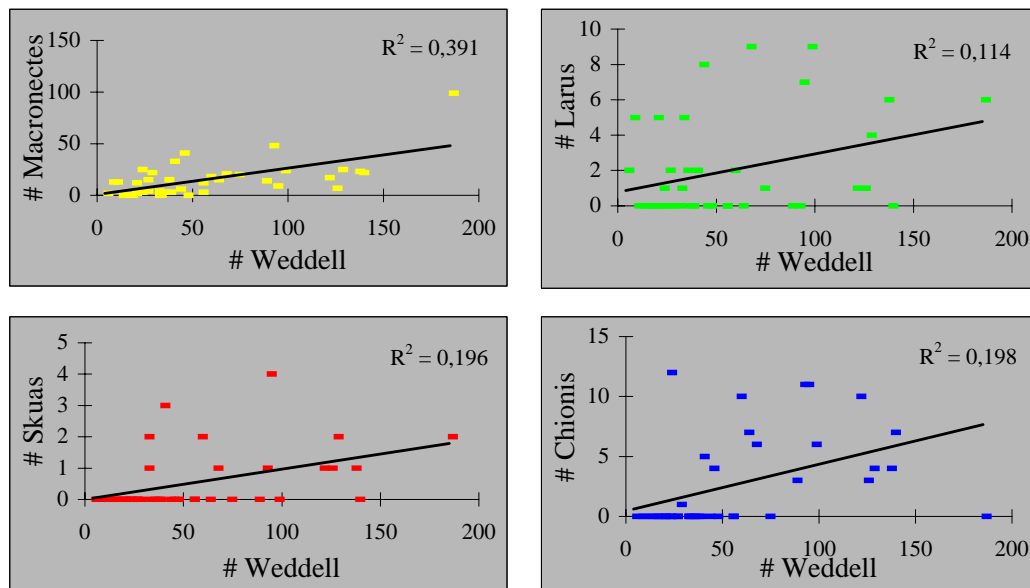 R² = 0,391
# Macronectes
150
100
50
0
0 50 100 150 200
# Weddell
R² = 0,114
# Larus
10
8
6
4
2
0
0 50 100 150 200
# Weddell
R² = 0,196
# Skuas
5
4
3
2
1
0
0 50 100 150 200
# Weddell
R² = 0,198
# Chionis
15
10
5
0
0 50 100 150 200
# Weddell